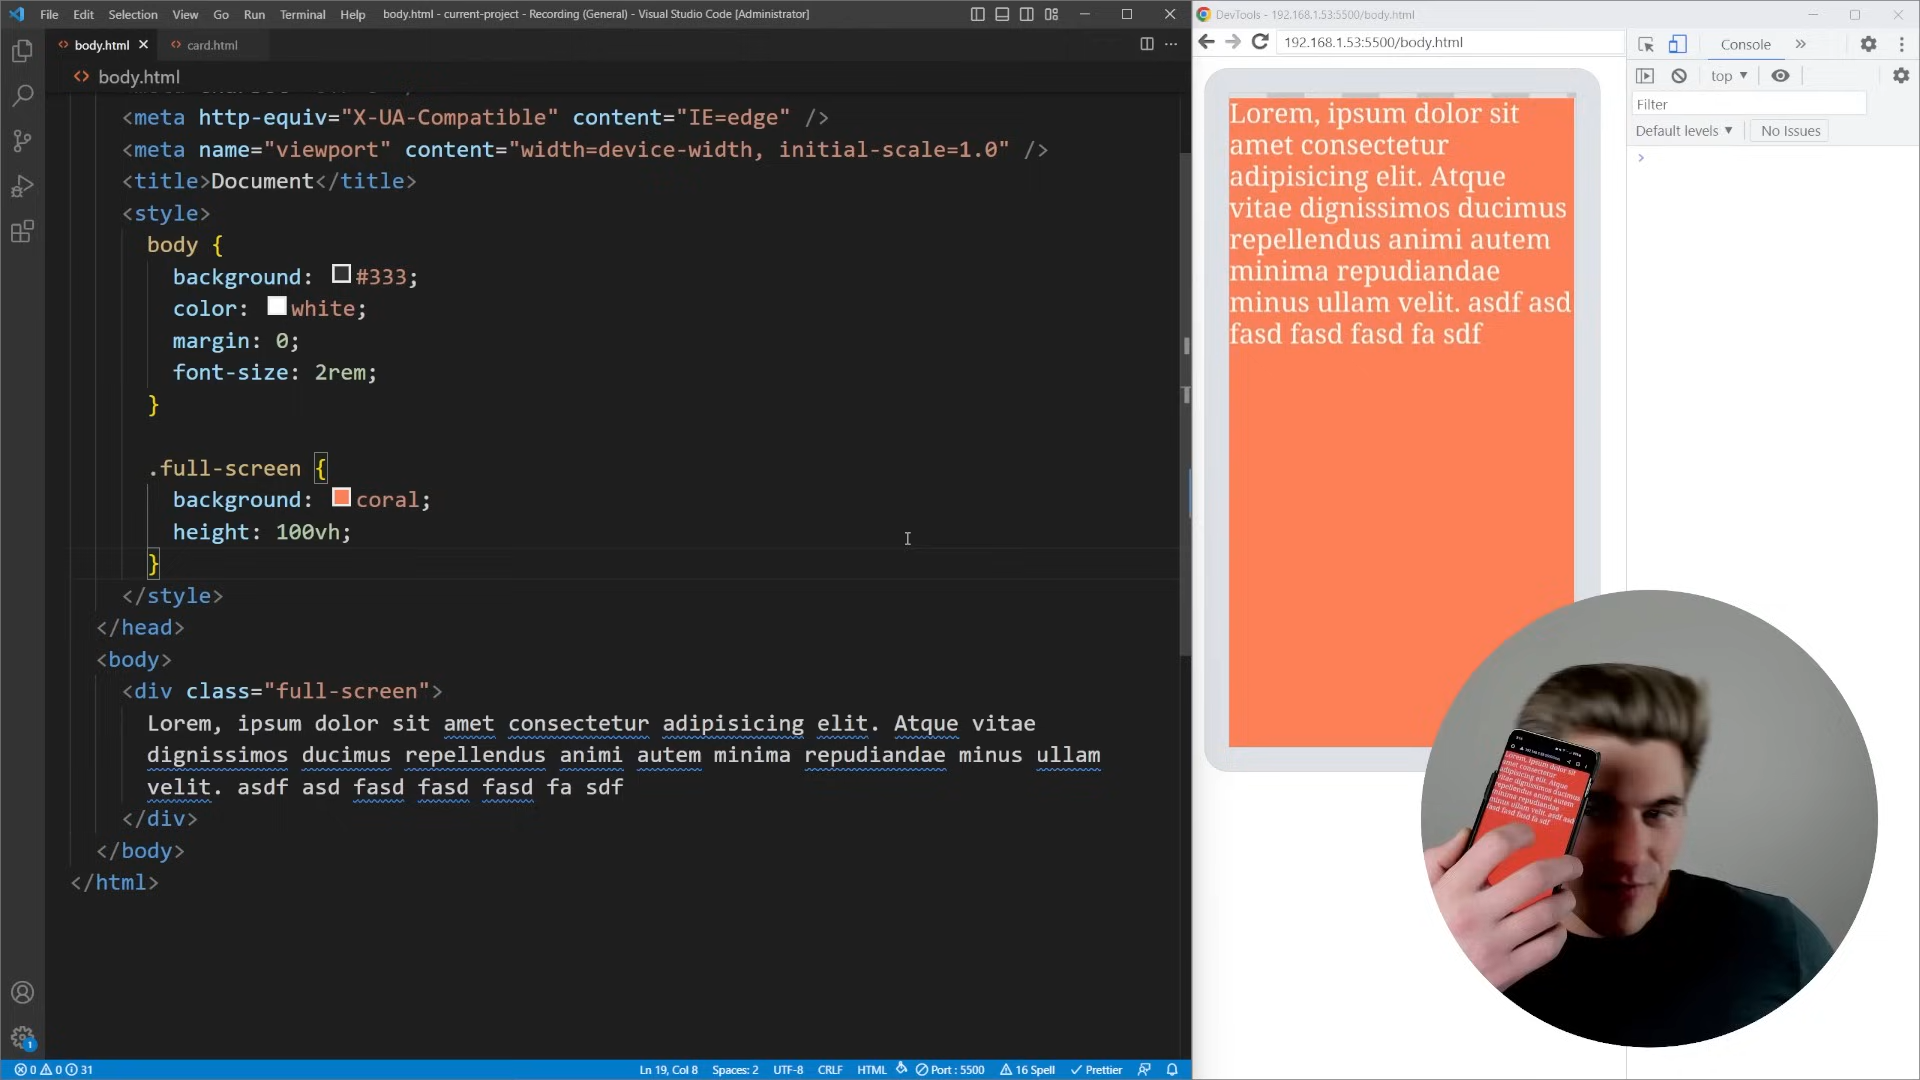 File Edit Selection View Go Run Terminal Help body.html - current-project - Recording (General) - Visual Studio Code [Administrator]
body.html
card.html
body.html
<meta http-equiv="X-UA-Compatible" content="IE=edge" />
<meta name="viewport" content="width=device-width, initial-scale=1.0" />
<title>Document</title>
<style>
body {
background: #333;
color: white;
margin: 0;
font-size: 2rem;
}
.full-screen {
background: coral;
height: 100vh;
}
</style>
</head>
<body>
<div class="full-screen">
Lorem, ipsum dolor sit amet consectetur adipisicing elit. Atque vitae
dignissimos ducimus repellendus animi autem minima repudiandae minus ullam
velit. asdf asd fasd fasd fasd fa sdf
</div>
</body>
</html>
1
0 0 31
Ln 19, Col 8 Spaces: 2 UTF-8 CRLF HTML Port : 5500 16 Spell Prettier
DevTools - 192.168.1.53:5500/body.html
192.168.1.53:5500/body.html
Console
top
Filter
Default levels
No Issues
Lorem, ipsum dolor sit
amet consectetur
adipisicing elit. Atque
vitae dignissimos ducimus
repellendus animi autem
minima repudiandae
minus ullam velit. asdf asd
fasd fasd fasd fa sdf